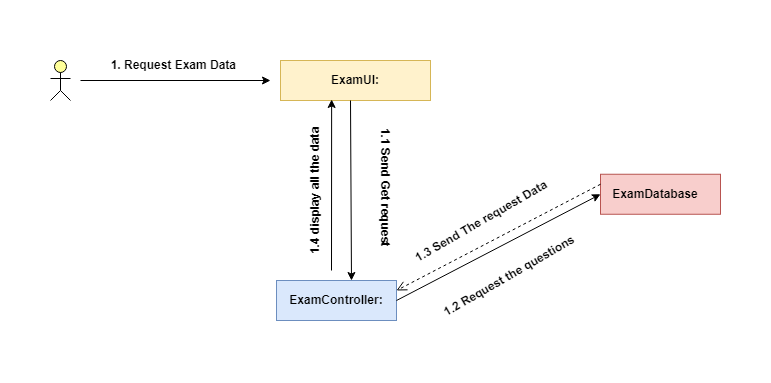 1. Request Exam Data
ExamUI:
1.4 display all the data
1.1 Send Get request
ExamDatabase
1.3 Send The request Data
1.2 Request the questions
ExamController: